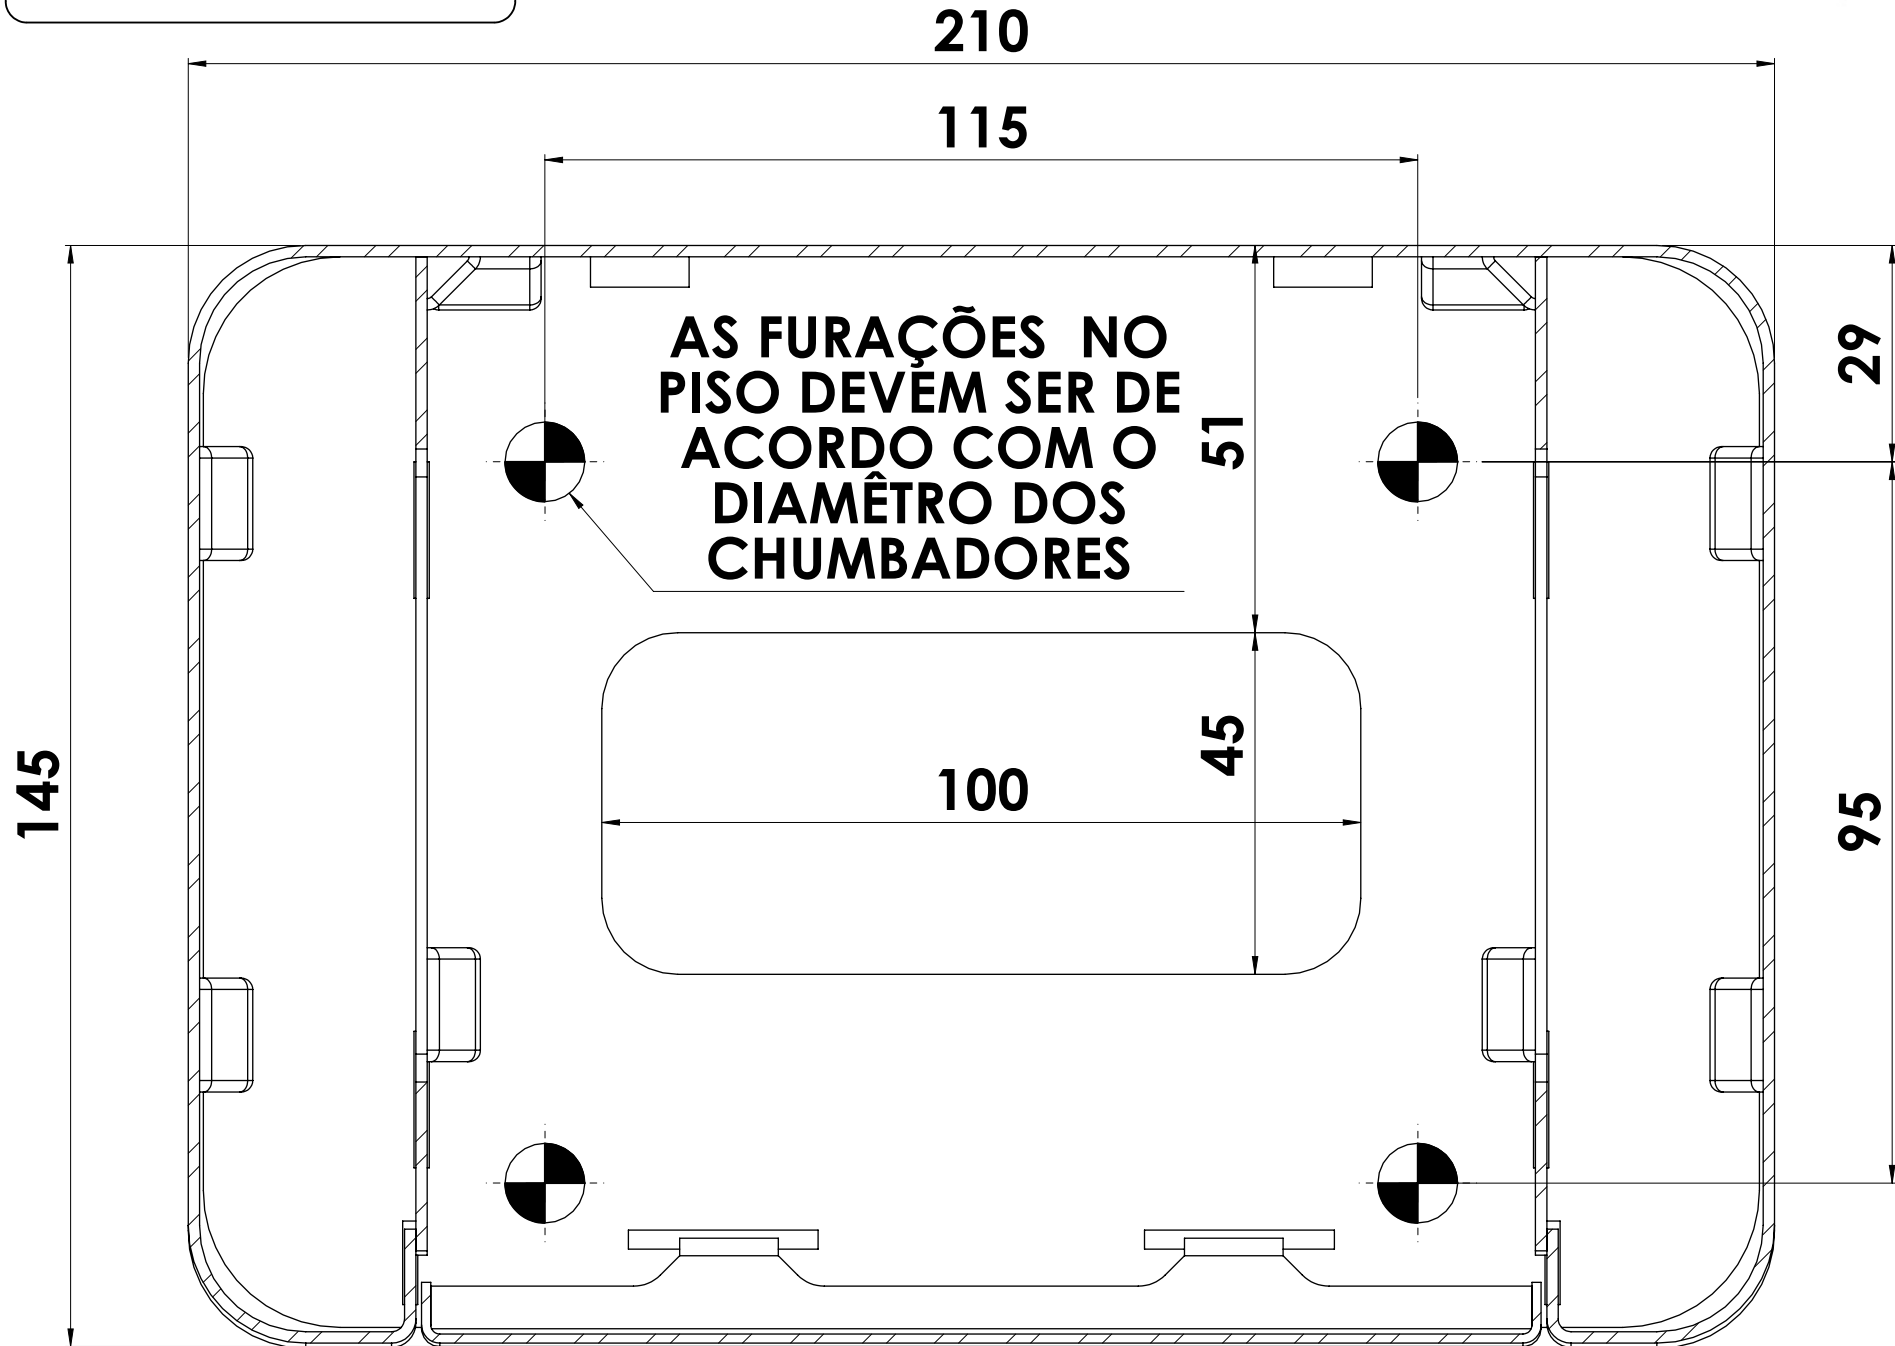 210
115
AS FURAÇÕES NO
PISO DEVEM SER DE
ACORDO COM O
DIAMÊTRO DOS
CHUMBADORES
51
29
45
100
145
95